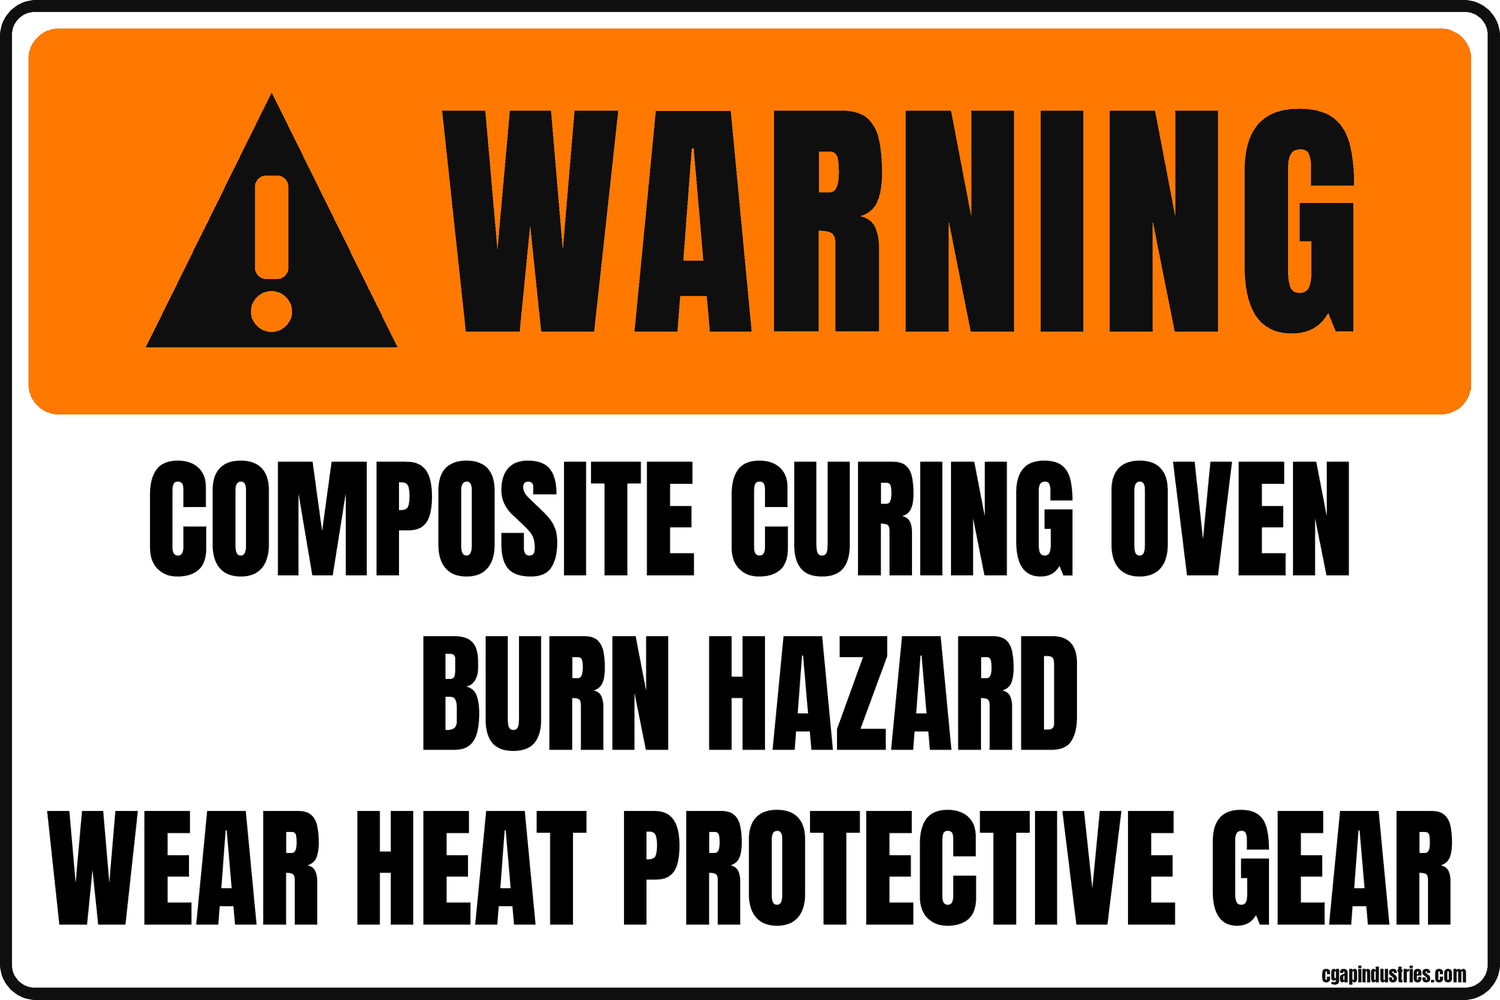 WARNING
COMPOSITE CURING OVEN
BURN HAZARD
WEAR HEAT PROTECTIVE GEAR
cgapindustries.com